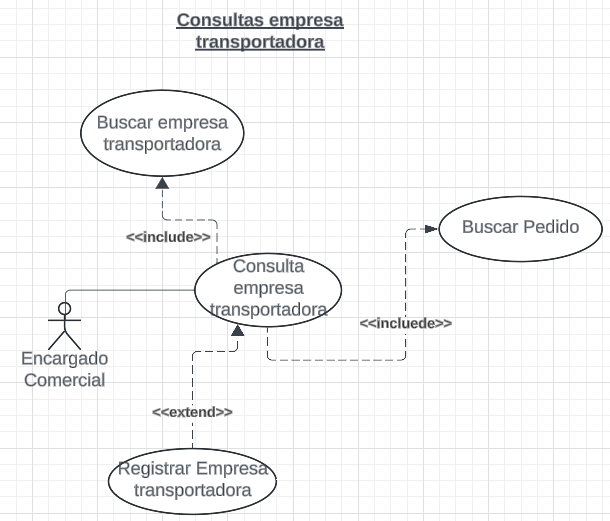 Consultas empresa
transportadora
Buscar empresa
transportadora
Buscar Pedido
<<include>>
Consulta
empresa
transportadora
<<incluede>>
Encargado
Comercial
<<extend>>
Registrar Empresa
transportadora